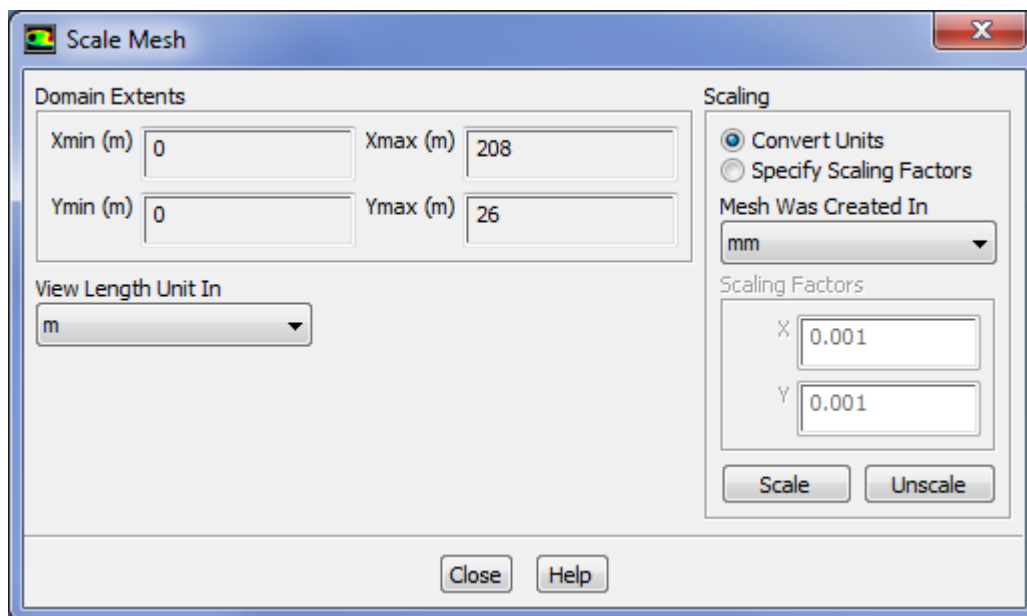 Scale Mesh
Domain Extents
Xmin (m) 0 Xmax (m) 208
Ymin (m) 0 Ymax (m) 26
View Length Unit In
m
Scaling
Convert Units
Specify Scaling Factors
Mesh Was Created In
mm
Scaling Factors
X 0.001
Y 0.001
Scale Unscale
Close Help